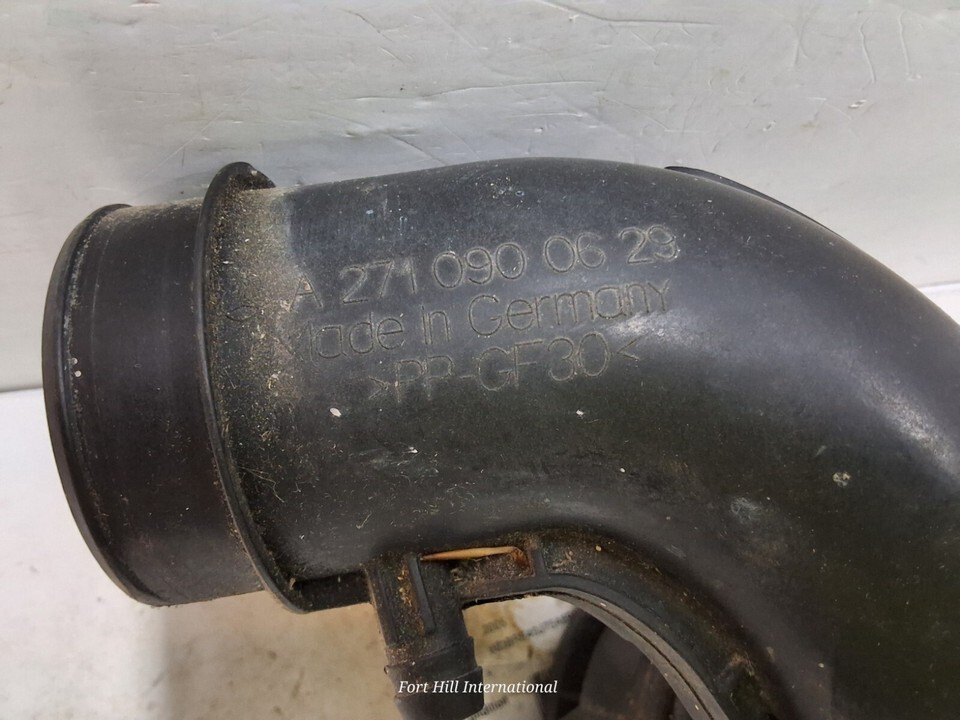 A 271 090 06 29
Made In Germany
>PP-GF30<
Fort Hill International